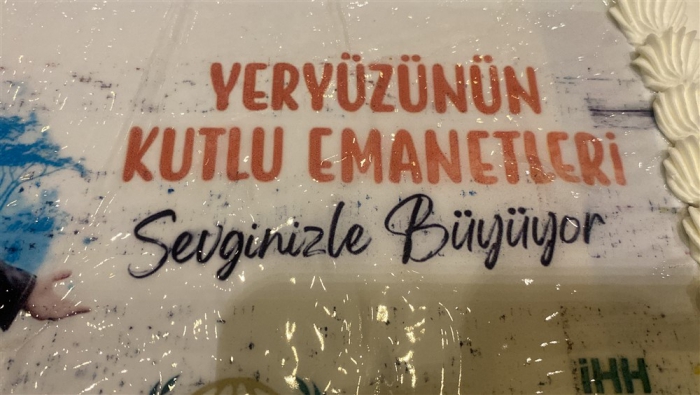 YERYÜZÜNÜN
KUTLU EMANETLERİ
Sevginizle Büyüyor
İHH